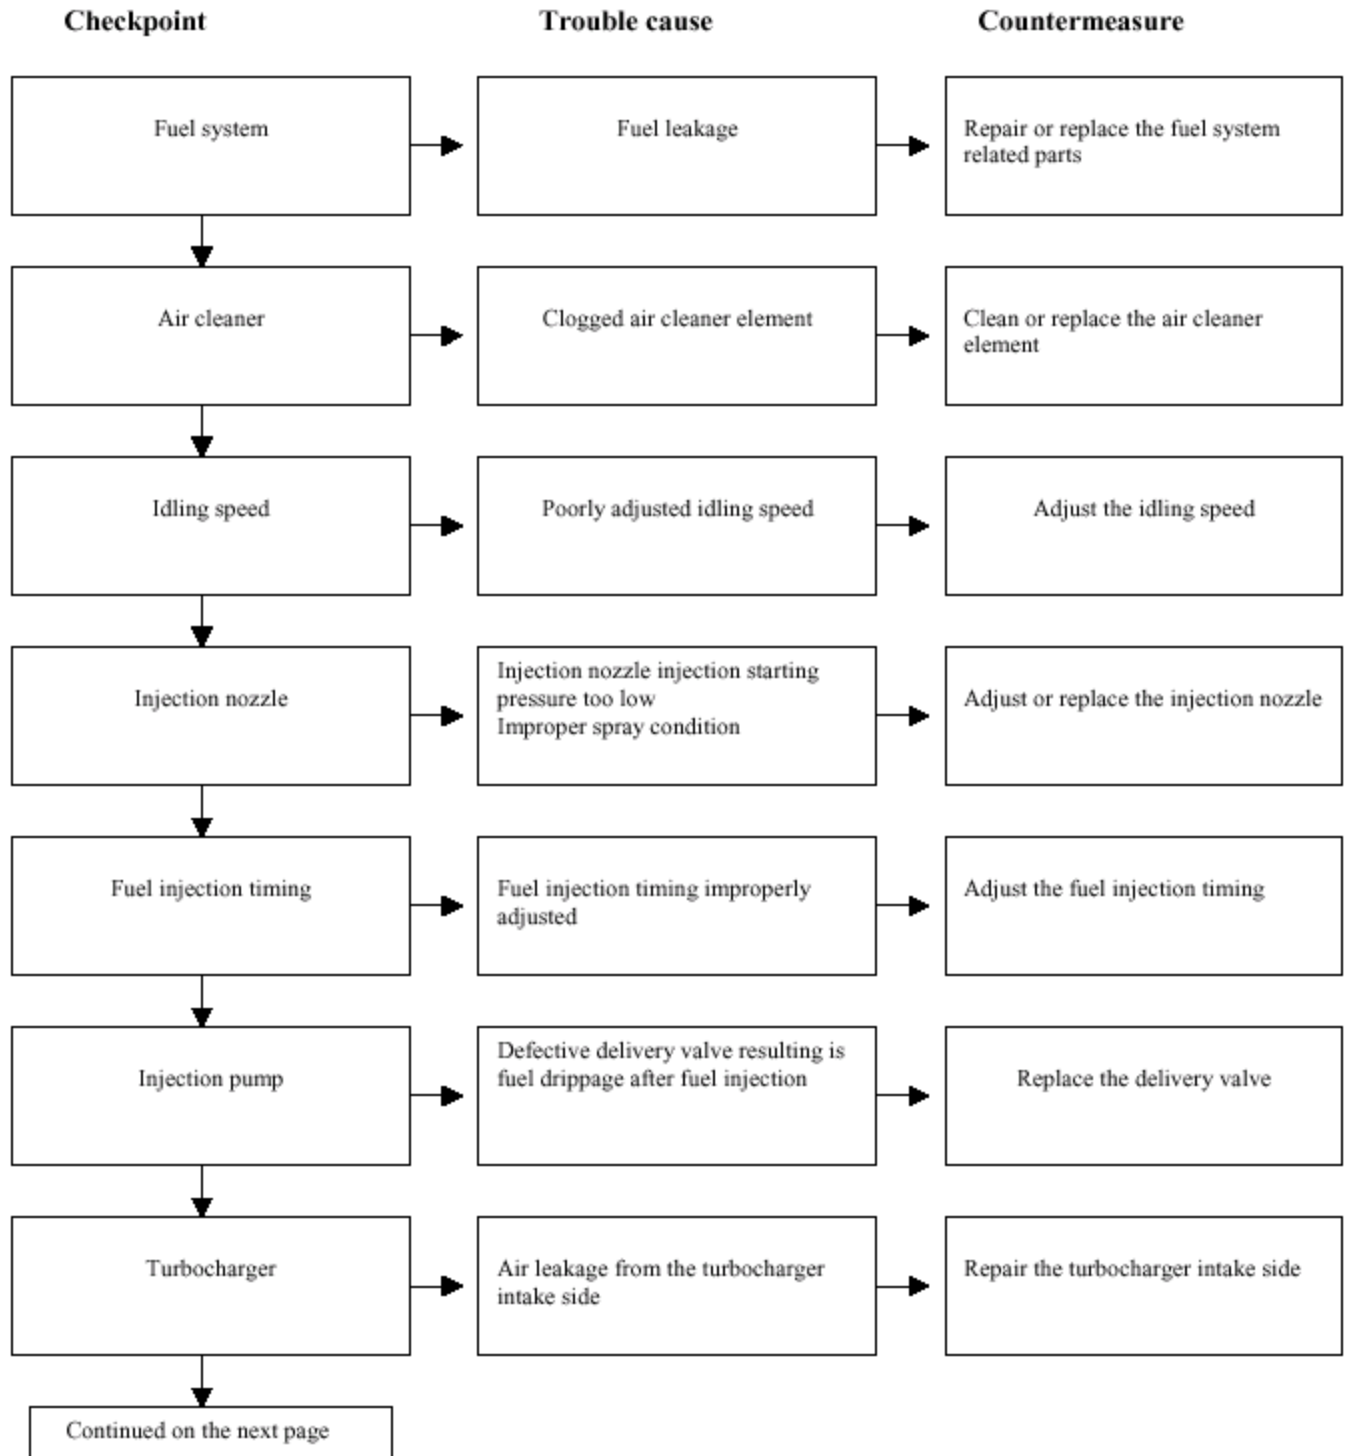 Checkpoint
Trouble cause
Countermeasure
Fuel system
Fuel leakage
Repair or replace the fuel system
related parts
Air cleaner
Clogged air cleaner element
Clean or replace the air cleaner
element
Idling speed
Poorly adjusted idling speed
Adjust the idling speed
Injection nozzle
Injection nozzle injection starting
pressure too low
Improper spray condition
Adjust or replace the injection nozzle
Fuel injection timing
Fuel injection timing improperly
adjusted
Adjust the fuel injection timing
Injection pump
Defective delivery valve resulting is
fuel drippage after fuel injection
Replace the delivery valve
Turbocharger
Air leakage from the turbocharger
intake side
Repair the turbocharger intake side
Continued on the next page